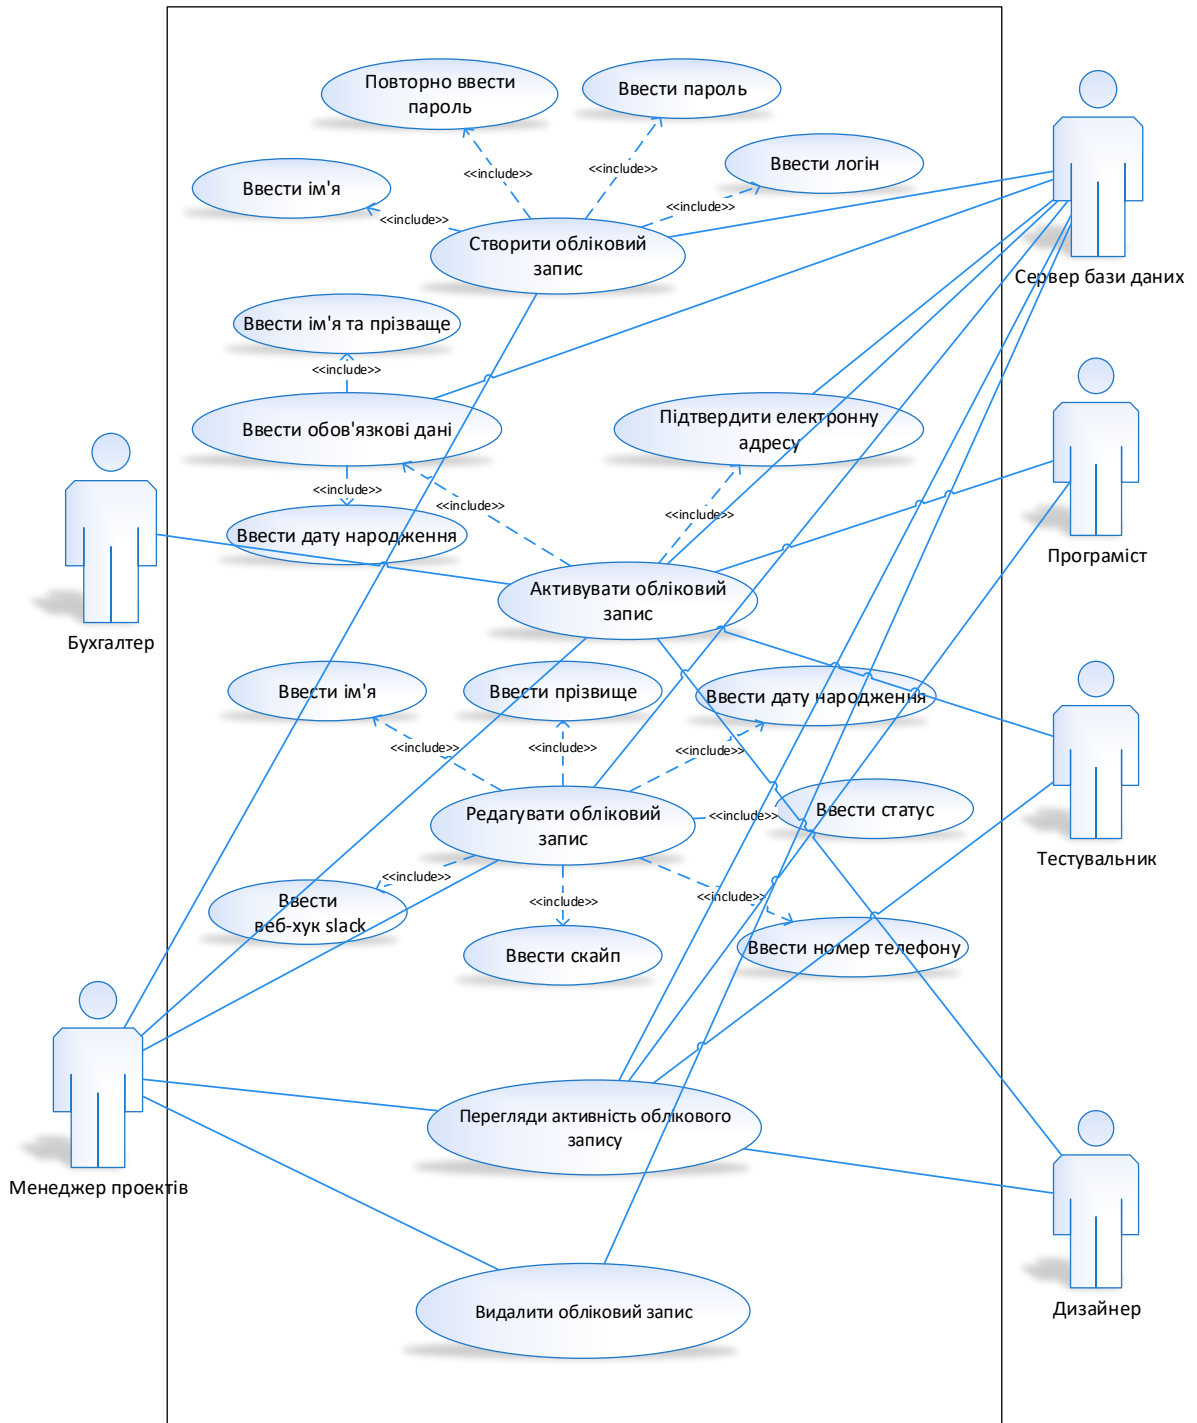 Повторно ввести
пароль
Ввести пароль
<<include>>
<<include>>
Ввести логін
Ввести ім'я
<<include>>
<<include>>
Створити обліковий
запис
Сервер бази даних
Ввести ім'я та прізваще
<<include>>
Ввести обов'язкові дані
Підтвердити електронну
адресу
<<include>>
<<include>>
<<include>>
Ввести дату народження
Програміст
Активувати обліковий
запис
Бухгалтер
Ввести ім'я
Ввести прізвище
Ввести дату народження
<<include>>
<<include>>
<<include>>
Ввести статус
Редагувати обліковий
запис
<<include>>
Тестувальник
<<include>>
<<include>>
<<include>>
Ввести
веб-хук slack
Ввести скайп
Ввести номер телефону
Перегляди активність облікового
запису
Менеджер проектів
Видалити обліковий запис
Дизайнер